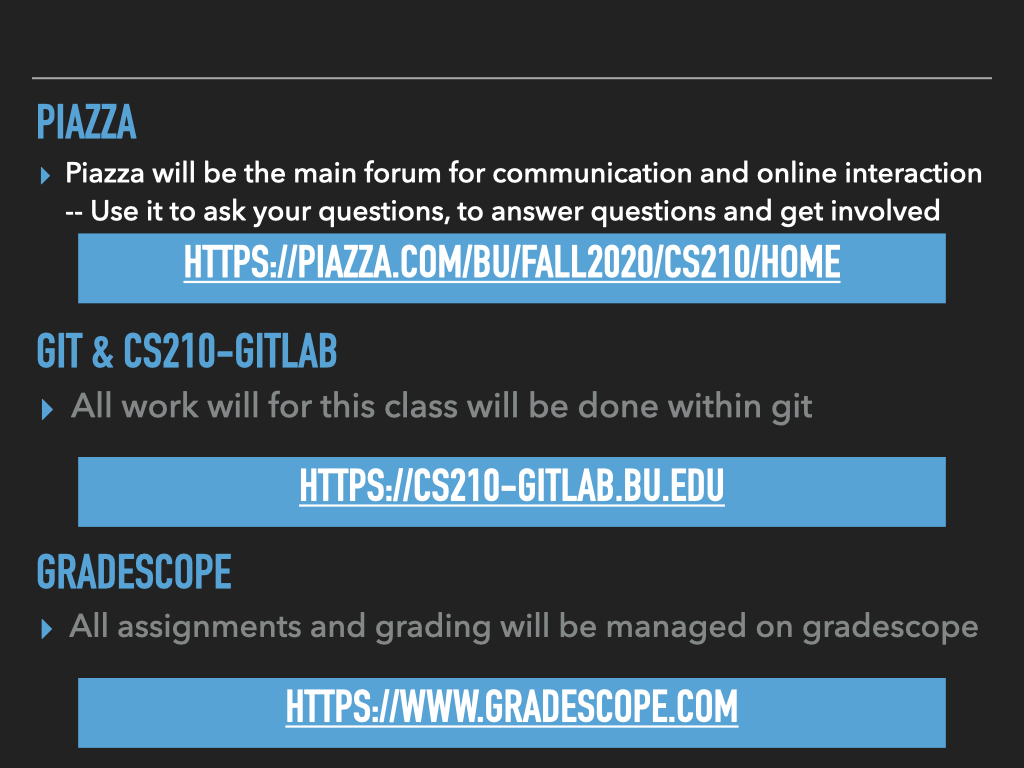 PIAZZA
▸ Piazza will be the main forum for communication and online interaction
-- Use it to ask your questions, to answer questions and get involved
HTTPS://PIAZZA.COM/BU/FALL2020/CS210/HOME
GIT & CS210-GITLAB
▸ All work will for this class will be done within git
HTTPS://CS210-GITLAB.BU.EDU
GRADESCOPE
▸ All assignments and grading will be managed on gradescope
HTTPS://WWW.GRADESCOPE.COM